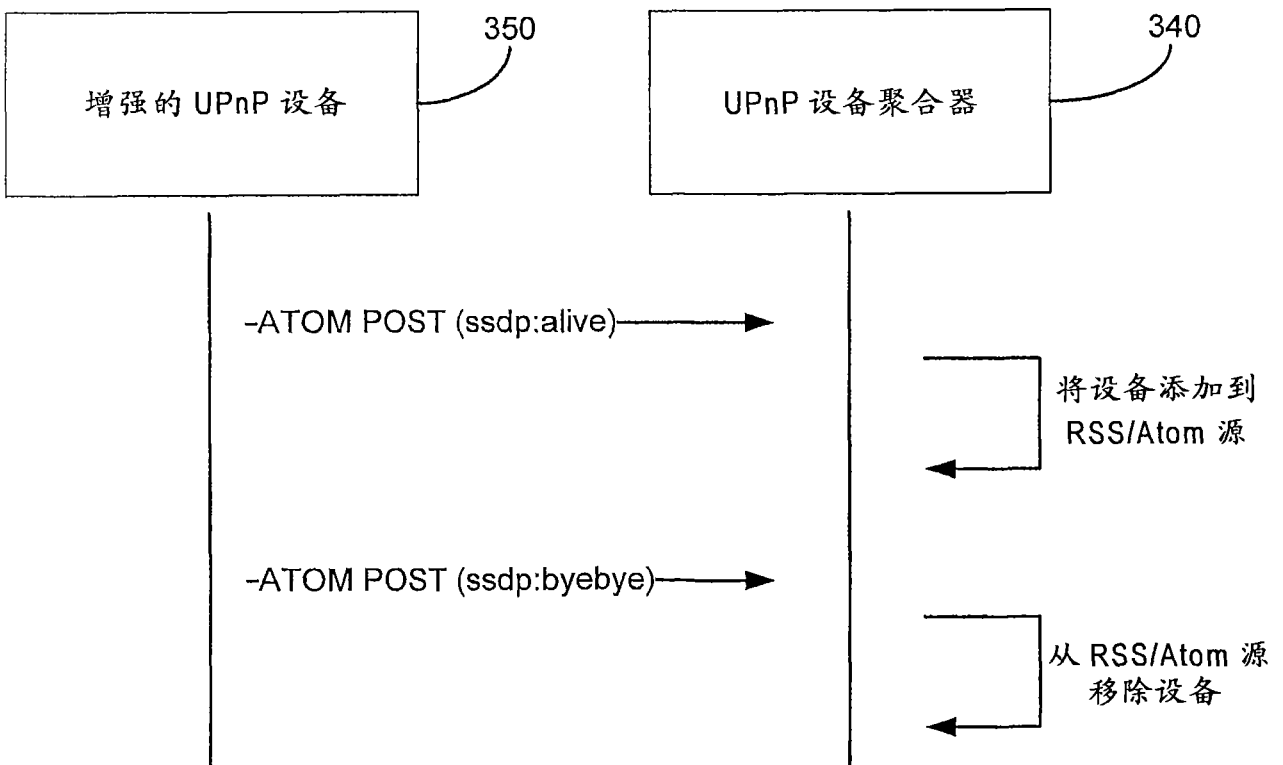 350
340
增强的 UPnP 设备
UPnP 设备聚合器
-ATOM POST (ssdp:alive)
将设备添加到
RSS/Atom 源
-ATOM POST (ssdp:byebye)
从 RSS/Atom 源
移除设备